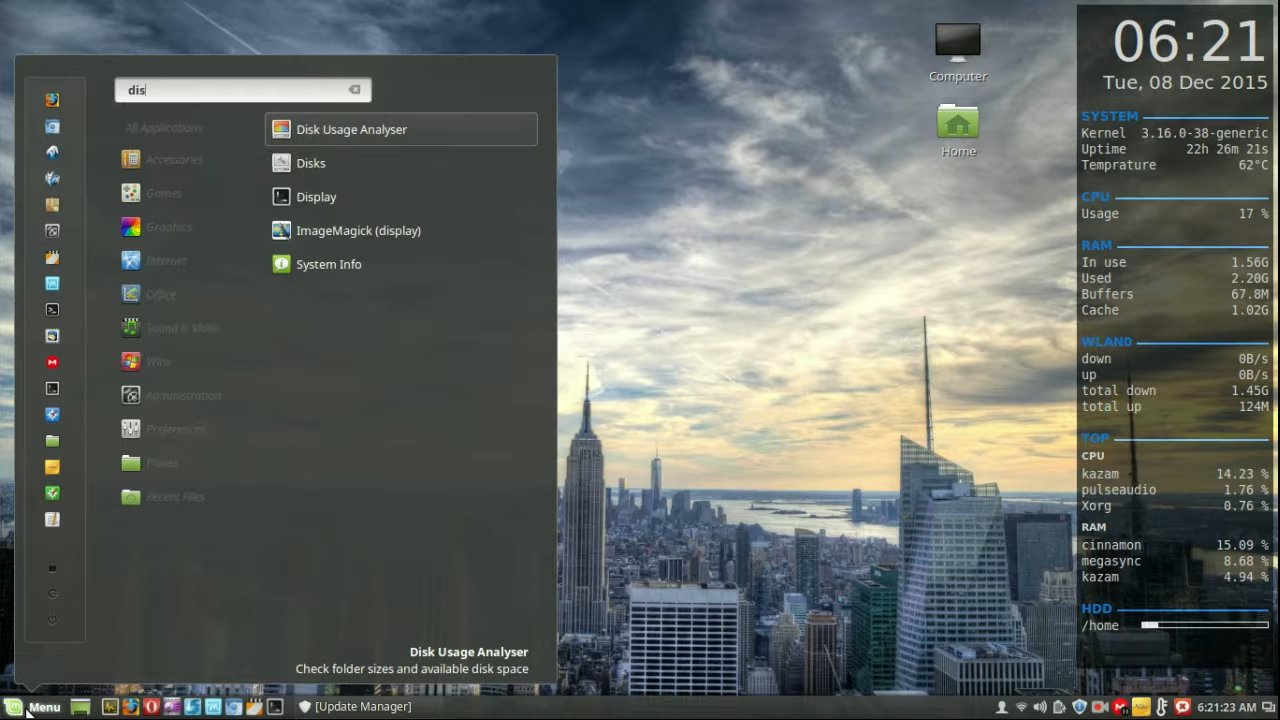 dis
All Applications
Accessories
Games
Graphics
Internet
Office
Sound & Video
Wine
Administration
Preferences
Places
Recent Files
Disk Usage Analyser
Disks
Display
ImageMagick (display)
System Info
Disk Usage Analyser
Check folder sizes and available disk space
Computer
Home
06:21
Tue, 08 Dec 2015
SYSTEM
Kernel 3.16.0-38-generic
Uptime 22h 26m 21s
Temprature 62°C
CPU
Usage 17 %
RAM
In use 1.56G
Used 2.20G
Buffers 67.8M
Cache 1.02G
WLAND
down 0B/s
up 0B/s
total down 1.45G
total up 124M
TOP
CPU
kazam 14.23 %
pulseaudio 1.76 %
Xorg 0.76 %
RAM
cinnamon 15.09 %
megasync 8.68 %
kazam 4.94 %
HDD
/home
Menu
[Update Manager]
6:21:23 AM